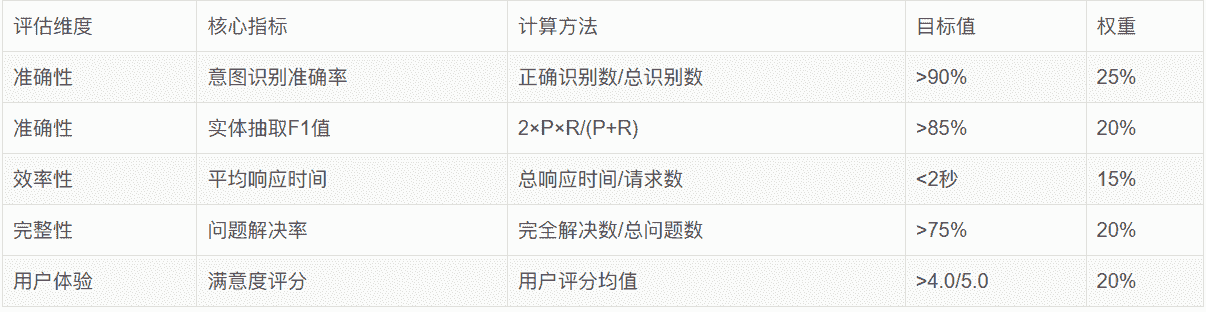 评估维度 核心指标 计算方法 目标值 权重
准确性 意图识别准确率 正确识别数/总识别数 >90% 25%
准确性 实体抽取F1值 2×P×R/(P+R) >85% 20%
效率性 平均响应时间 总响应时间/请求数 <2秒 15%
完整性 问题解决率 完全解决数/总问题数 >75% 20%
用户体验 满意度评分 用户评分均值 >4.0/5.0 20%